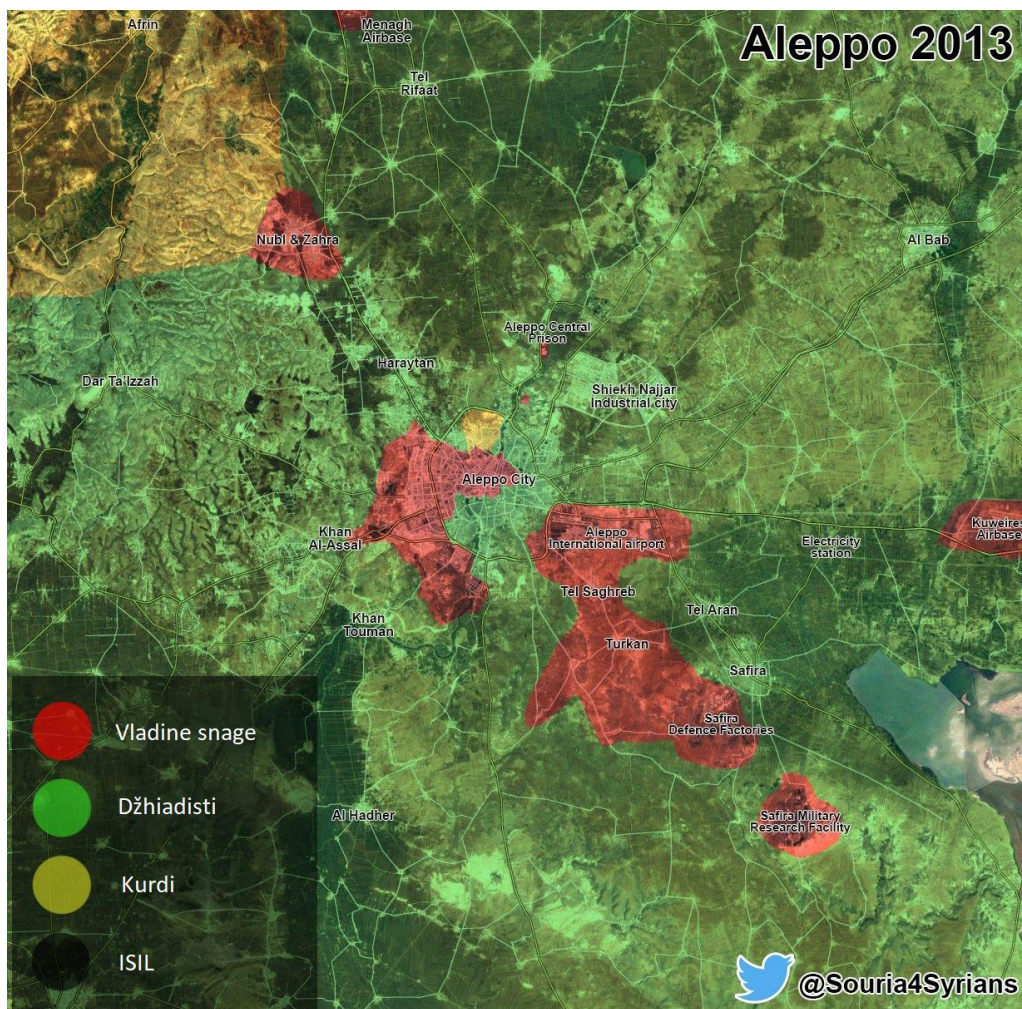 Aleppo 2013
Afrin
Menagh
Airbase
Tel
Rifaat
Nubl & Zahra
Al Bab
Aleppo Central
Prison
Haraytan
Dar Ta'Izzah
Shiekh Najjar
Industrial city
Aleppo City
Khan
Al-Assal
Aleppo
International airport
Electricity
station
Kuweires
Airbase
Tel Saghreb
Tel Aran
Khan
Touman
Turkan
Safira
Safira
Defence Factories
Al Hadher
Safira Military
Research Facility
Vladine snage
Džhiadisti
Kurdi
ISIL
@Souria4Syrians